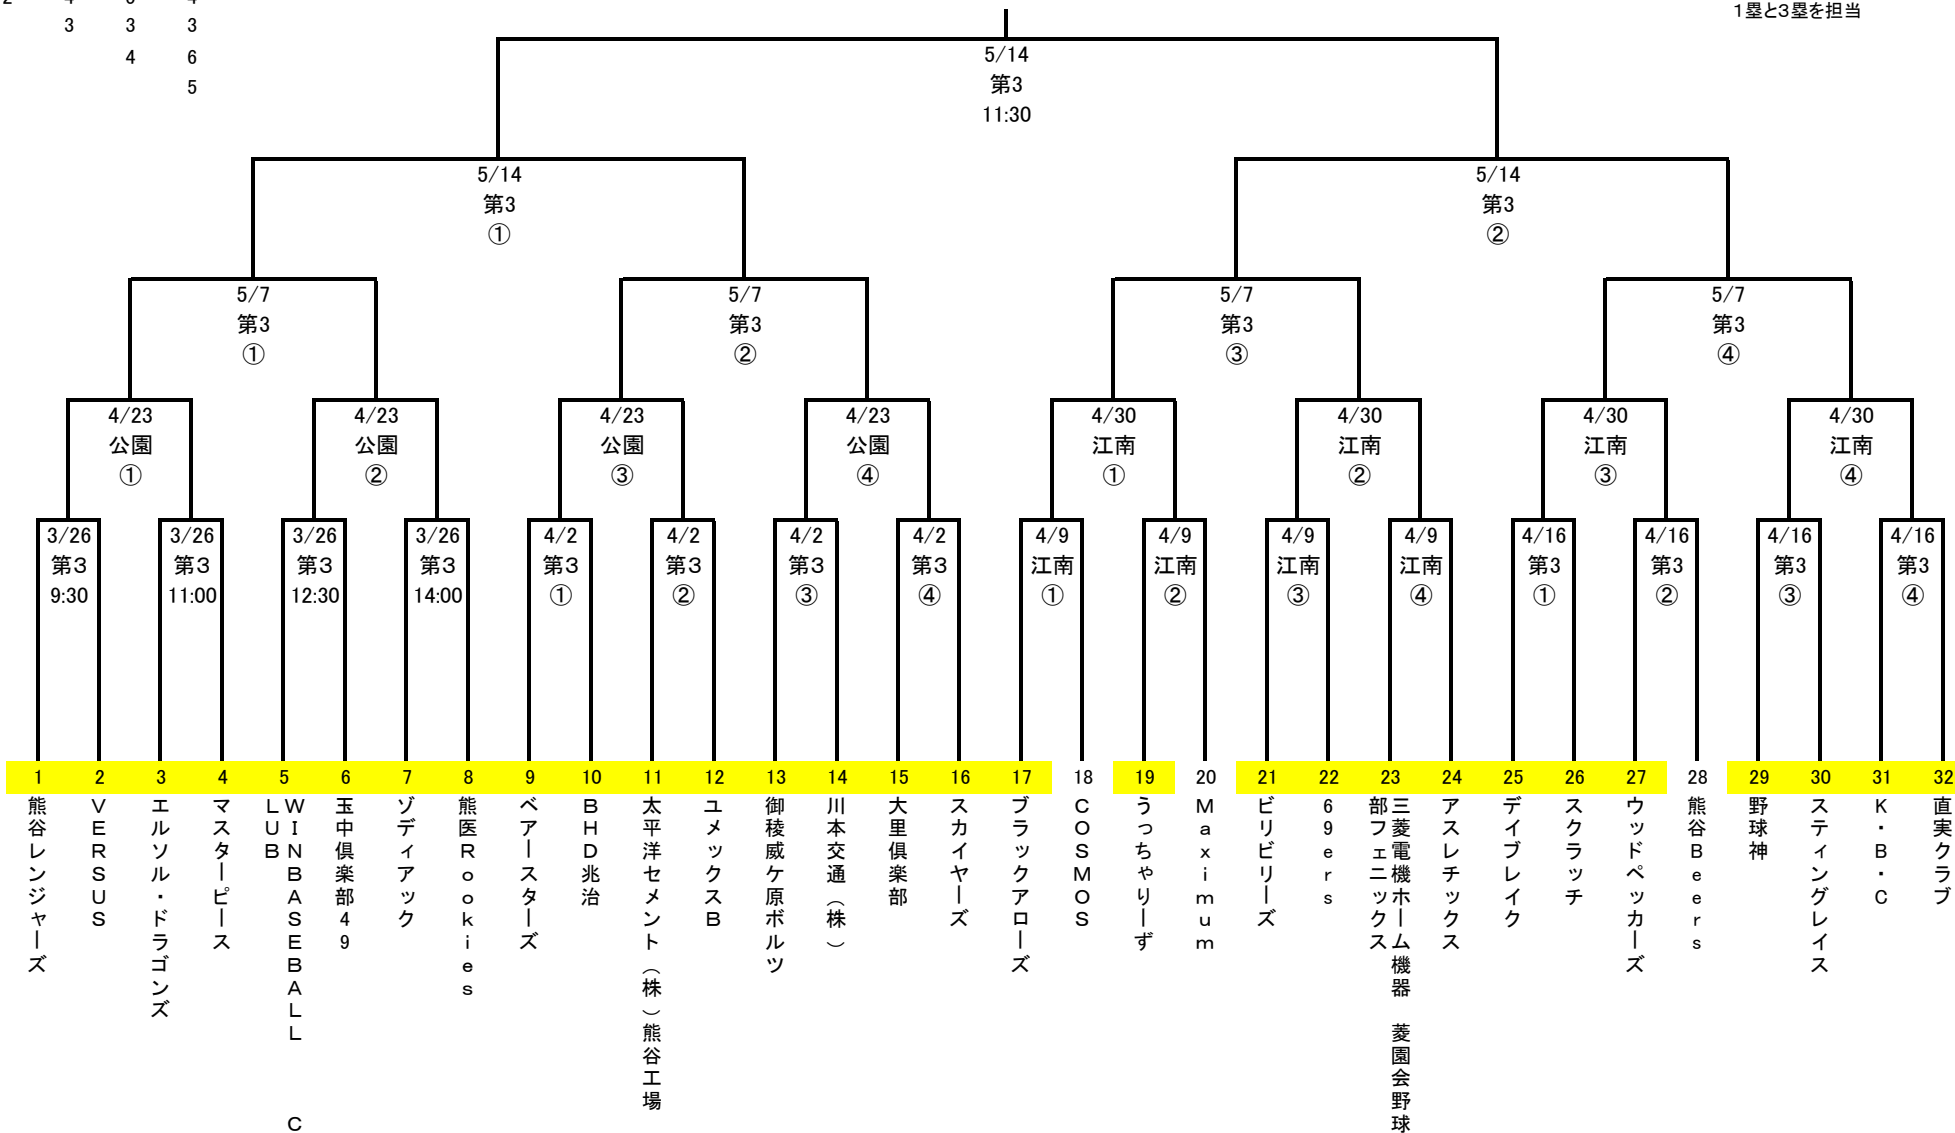 4 3 4
3 3 3
4 6
5
1塁と3塁を担当
5/14
第3
11:30
5/14 5/14
第3 第3
① ②
5/7 5/7 5/7 5/7
第3 第3 第3 第3
① ② ③ ④
4/23 4/23 4/23 4/23 4/30 4/30 4/30 4/30
公園 公園 公園 公園 江南 江南 江南 江南
① ② ③ ④ ① ② ③ ④
3/26 3/26 3/26 3/26 4/2 4/2 4/2 4/2 4/9 4/9 4/9 4/9 4/16 4/16 4/16 4/16
第3 第3 第3 第3 第3 第3 第3 第3 江南 江南 江南 江南 第3 第3 第3 第3
9:30 11:00 12:30 14:00 ① ② ③ ④ ① ② ③ ④ ① ② ③ ④
1 2 3 4 5 6 7 8 9 10 11 12 13 14 15 16 17 18 19 20 21 22 23 24 25 26 27 28 29 30 31 32
熊谷レンジャーズ
VERSUS
エルソル・ドラゴンズ
マスターピース
WINBASEBALL C
LUB
玉中倶楽部49
ゾディアック
熊医Rookies
ベアースターズ
BHD兆治
太平洋セメント(株)熊谷工場
ユメックスB
御稜威ケ原ボルツ
川本交通(株)
大里倶楽部
スカイヤーズ
ブラックアローズ
COSMOS
うっちゃりーず
Maximum
ビリビリーズ
69ers
三菱電機ホーム機器 菱園会野球
部フェニックス
アスレチックス
デイブレイク
スクラッチ
ウッドペッカーズ
熊谷Beers
野球神
スティングレイス
K・B・C
直実クラブ